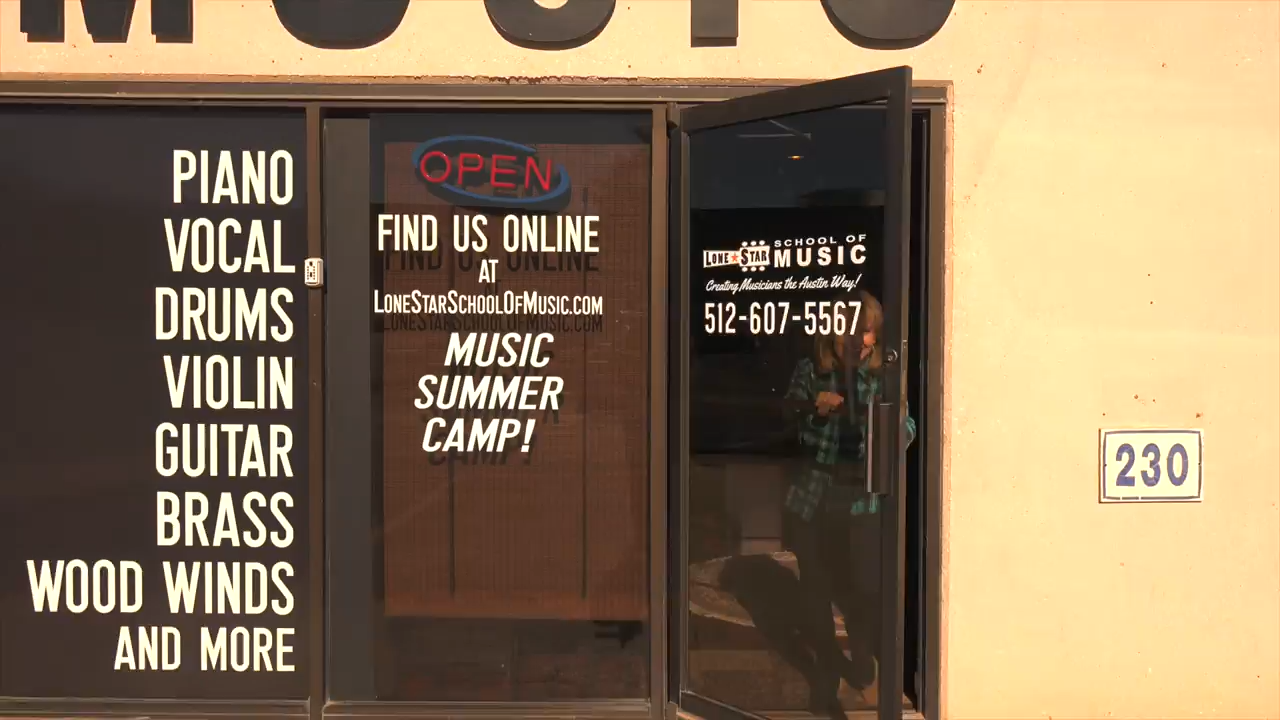 MUSIC
PIANO
VOCAL
DRUMS
VIOLIN
GUITAR
BRASS
WOOD WINDS
AND MORE
OPEN
FIND US ONLINE
AT
LONESTARSCHOOLOFMUSIC.COM
MUSIC
SUMMER
CAMP!
LONE STAR SCHOOL OF MUSIC
Creating Musicians the Austin Way!
512-607-5567
230